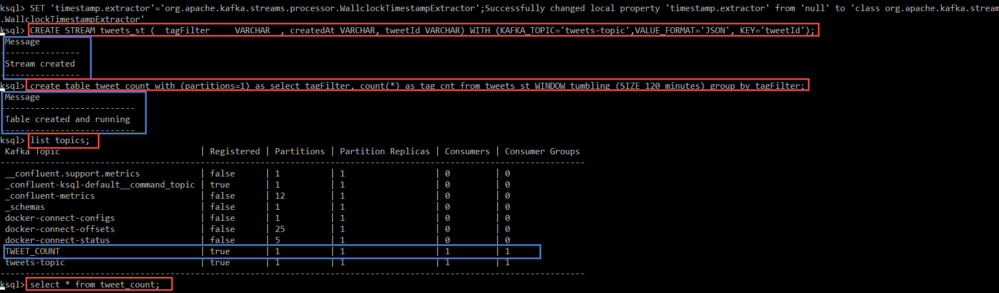 ksql> SET 'timestamp.extractor'='org.apache.kafka.streams.processor.WallclockTimestampExtractor';Successfully changed local property 'timestamp.extractor' from 'null' to 'class org.apache.kafka.stream
.WallclockTimestampExtractor'
ksql> CREATE STREAM tweets_st (  tagFilter     VARCHAR  , createdAt VARCHAR, tweetId VARCHAR) WITH (KAFKA_TOPIC='tweets-topic',VALUE_FORMAT='JSON', KEY='tweetId');
Message
---------------
Stream created
---------------
ksql> create table tweet_count with (partitions=1) as select tagFilter, count(*) as tag_cnt from tweets_st WINDOW tumbling (SIZE 120 minutes) group by tagFilter;
Message
---------------------------
Table created and running
---------------------------
ksql> list topics;
Kafka Topic | Registered | Partitions | Partition Replicas | Consumers | Consumer Groups
---------------------------------------------------------------------------------------------------------------------
__confluent.support.metrics | false | 1 | 1 | 0 | 0
_confluent-ksql-default__command_topic | true | 1 | 1 | 0 | 0
_confluent-metrics | false | 12 | 1 | 0 | 0
_schemas | false | 1 | 1 | 0 | 0
docker-connect-configs | false | 1 | 1 | 0 | 0
docker-connect-offsets | false | 25 | 1 | 0 | 0
docker-connect-status | false | 5 | 1 | 0 | 0
TWEET_COUNT | true | 1 | 1 | 1 | 1
tweets-topic | true | 1 | 1 | 1 | 1
---------------------------------------------------------------------------------------------------------------------
ksql> select * from tweet_count;